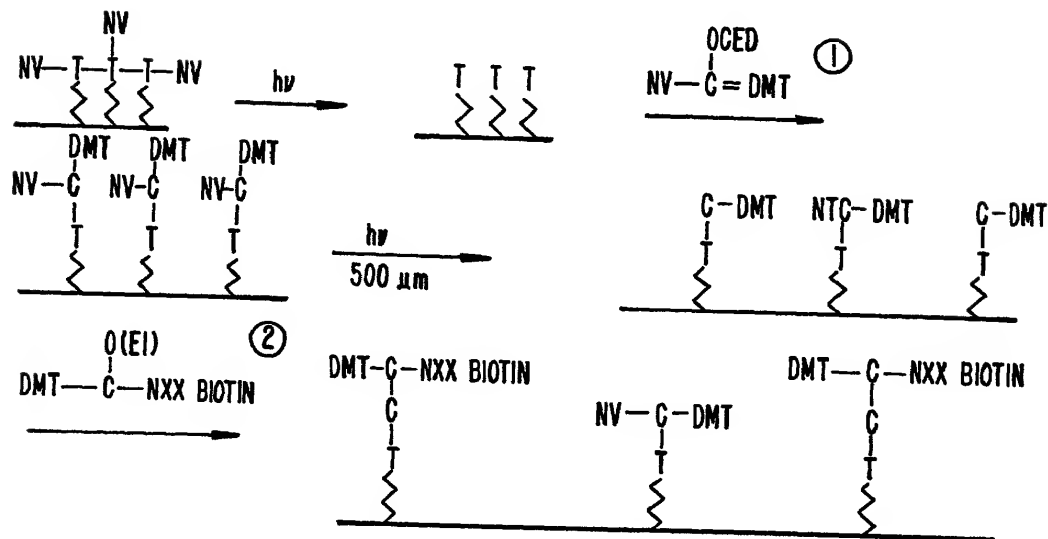 NV
NV—T—T—T—NV
hν
T T T
OCED
NV—C=DMT
①
DMT DMT DMT
NV—C NV-C NV-C
T T T
hν
500 μm
C-DMT NTC-DMT C-DMT
T T T
O(EI)
②
DMT—C—NXX BIOTIN
DMT-C-NXX BIOTIN
C
T
NV—C-DMT
T
DMT—C-NXX BIOTIN
C
T